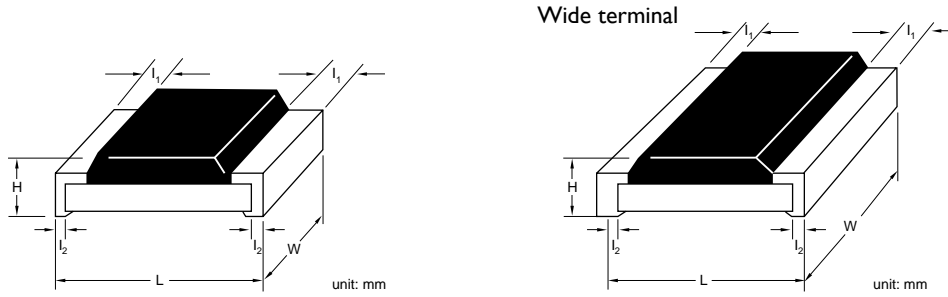 Wide terminal
I₁
I₁
H
I₂
I₂
W
L
unit: mm
I₁
I₁
H
I₂
I₂
W
L
unit: mm